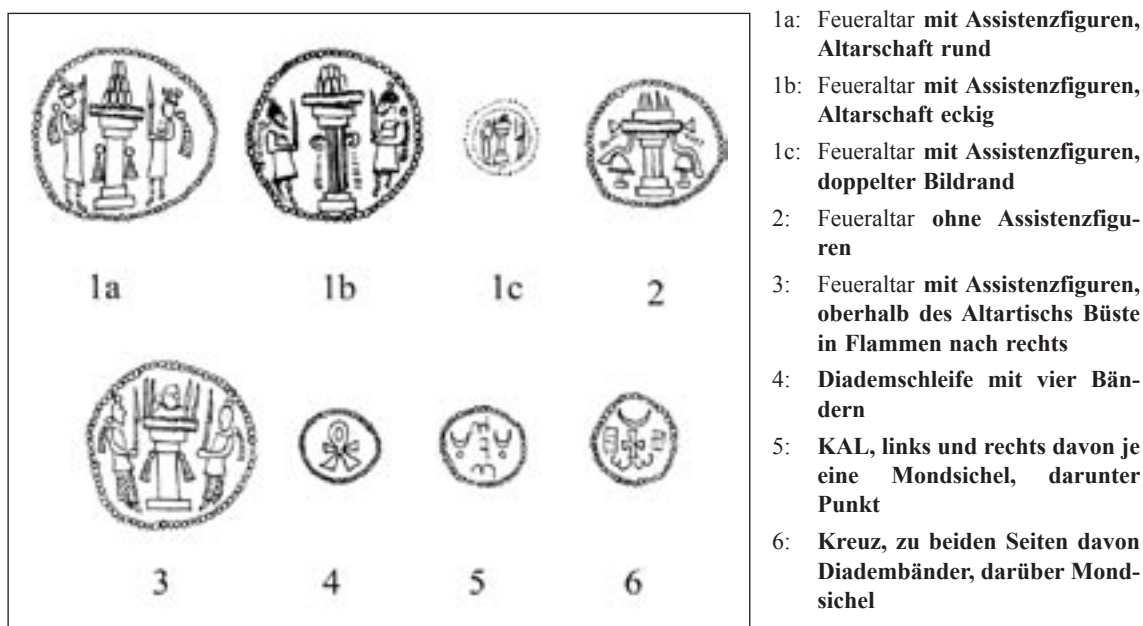 1a 1b 1c 2
3 4 5 6
1a: Feueraltar mit Assistenzfiguren,
Altarschaft rund
1b: Feueraltar mit Assistenzfiguren,
Altarschaft eckig
1c: Feueraltar mit Assistenzfiguren,
doppelter Bildrand
2: Feueraltar ohne Assistenzfigu-
ren
3: Feueraltar mit Assistenzfiguren,
oberhalb des Altartischs Büste
in Flammen nach rechts
4: Diademschleife mit vier Bän-
dern
5: KAL, links und rechts davon je
eine Mondsichel, darunter
Punkt
6: Kreuz, zu beiden Seiten davon
Diadembänder, darüber Mond-
sichel